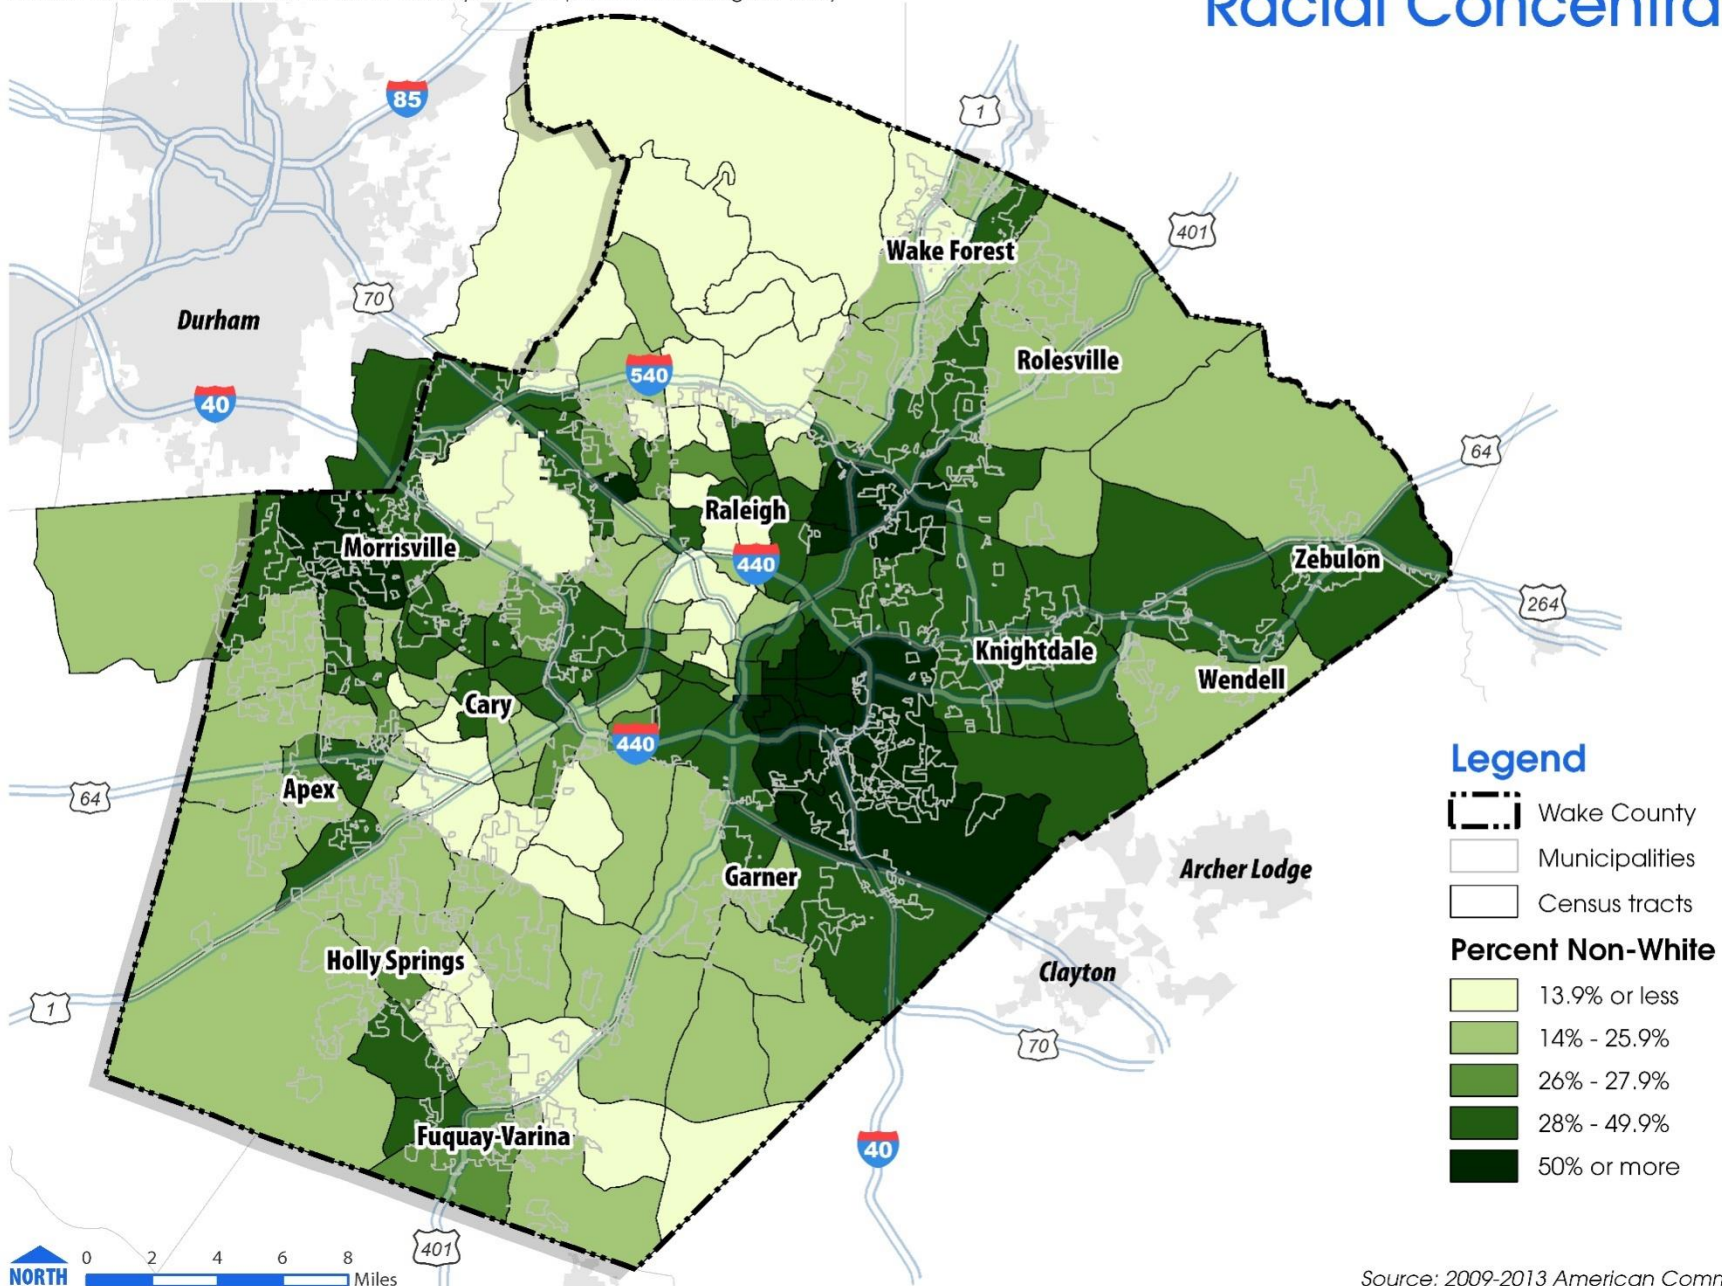 Racial Concentra
85
1
401
Wake Forest
70
Durham
Rolesville
540
40
64
Raleigh
Morrisville
440
Zebulon
264
Knightdale
Wendell
Cary
440
Legend
Apex
64
Wake County
Municipalities
Archer Lodge
Garner
Census tracts
Percent Non-White
Holly Springs
Clayton
13.9% or less
1
14% - 25.9%
70
26% - 27.9%
28% - 49.9%
Fuquay-Varina
40
50% or more
401
NORTH
0 2 4 6 8
Miles
Source: 2009-2013 American Comm